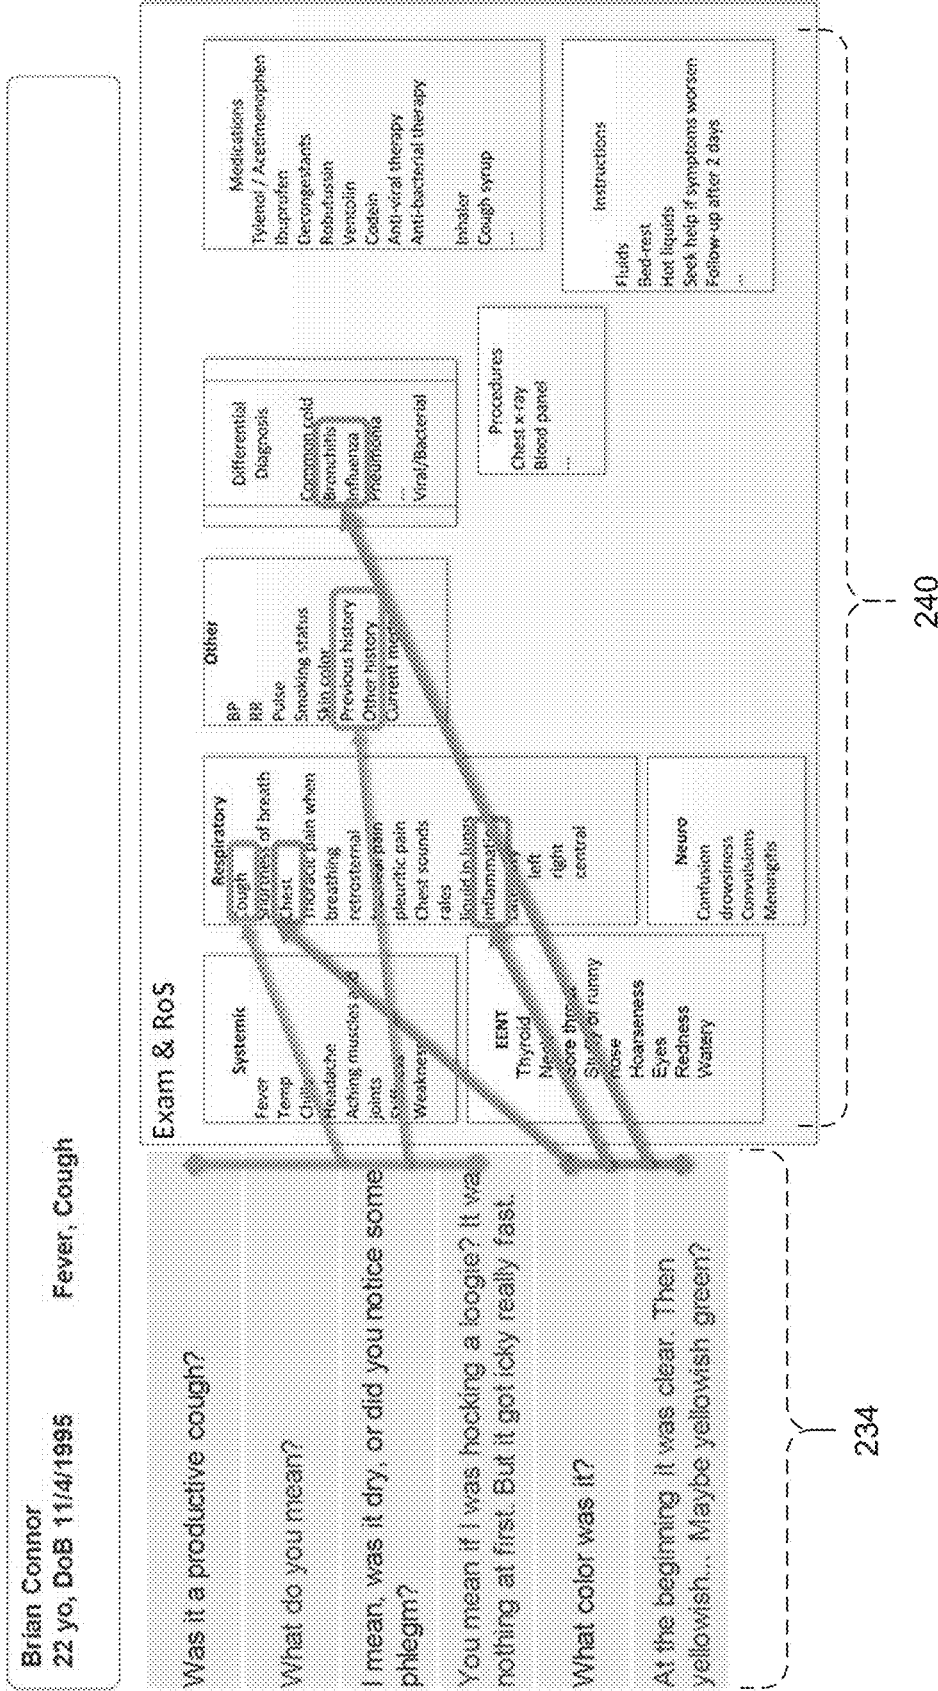 Brian Connor
22 yo, DoB 11/4/1995
Fever, Cough
Was it a productive cough?
What do you mean?
I mean, was it dry, or did you notice some
phlegm?
You mean if I was hocking a loogie? It wa
nothing at first. But it got icky really fast.
What color was it?
At the beginning it was clear. Then
yellowish... Maybe yellowish green?
234
Exam & RoS
Systemic
Fever
Temp
Chills
Headache
Aching muscles and
joints
Stiffness
Weakness
EENT
Thyroid
Neck
Sore throat
Stuffy or runny
Nose
Hoarseness
Eyes
Redness
Watery
Respiratory
Cough
Shortness of breath
Chest
Thoracic pain when
breathing
retrosternal
pain
pleuritic pain
Chest sounds
rales
liquid in lungs
inflammation
left
right
central
Neuro
Confusion
drowsiness
Convulsions
Other
BP
RR
Pulse
Smoking status
Skin color
Previous history
Other history
Current meds
Differential
Diagnosis
Common cold
Bronchitis
Influenza
Pneumonia
...
Viral/Bacterial
Procedures
Chest x-ray
Blood panel
...
Medications
Tylenol / Acetimenophen
Ibuprofen
Decongestants
Robutussin
Ventolin
Anti-viral therapy
Anti-bacterial therapy
Inhaler
Cough syrup
...
Instructions
Fluids
Bed-rest
Hot liquids
Seek help if symptoms worsen
Follow-up after 2 days
...
240